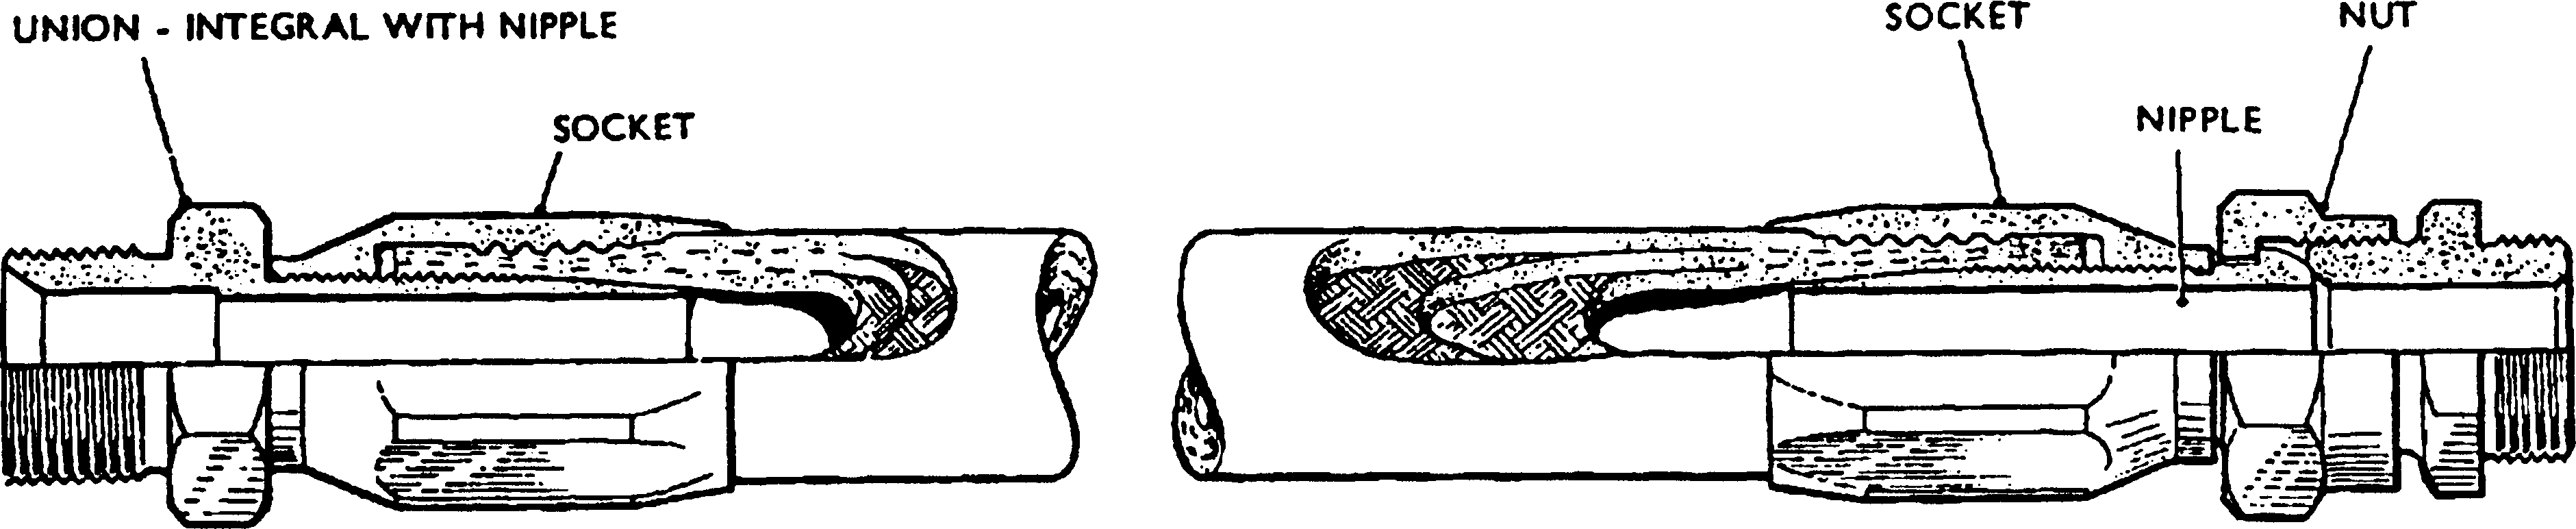 UNION - INTEGRAL WITH NIPPLE
SOCKET
SOCKET
NIPPLE
NUT